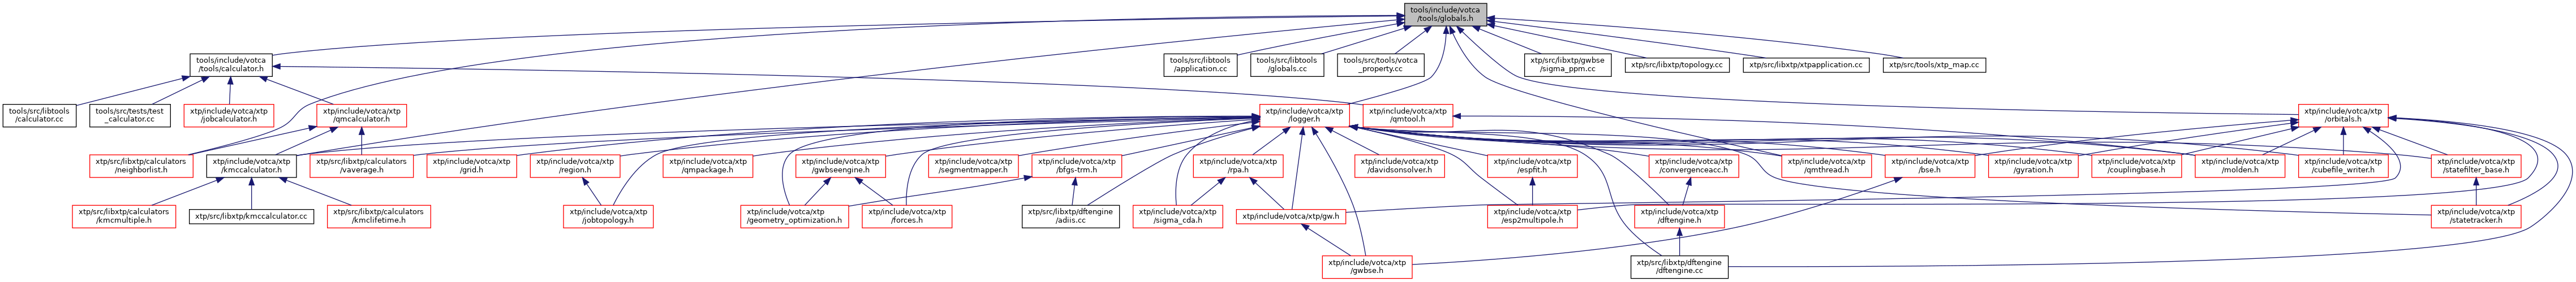 tools/include/votca
/tools/globals.h
tools/include/votca
/tools/calculator.h
tools/src/libtools
/application.cc
tools/src/libtools
/globals.cc
tools/src/tools/votca
_property.cc
xtp/src/libxtp/gwbse
/sigma_ppm.cc
xtp/src/libxtp/topology.cc
xtp/src/libxtp/xtpapplication.cc
xtp/src/tools/xtp_map.cc
tools/src/libtools
/calculator.cc
tools/src/tests/test
_calculator.cc
xtp/include/votca/xtp
/jobcalculator.h
xtp/include/votca/xtp
/qmcalculator.h
xtp/include/votca/xtp
/logger.h
xtp/include/votca/xtp
/qmtool.h
xtp/include/votca/xtp
/orbitals.h
xtp/src/libxtp/calculators
/neighborlist.h
xtp/include/votca/xtp
/kmccalculator.h
xtp/src/libxtp/calculators
/vaverage.h
xtp/include/votca/xtp
/grid.h
xtp/include/votca/xtp
/region.h
xtp/include/votca/xtp
/qmpackage.h
xtp/include/votca/xtp
/gwbseengine.h
xtp/include/votca/xtp
/segmentmapper.h
xtp/include/votca/xtp
/bfgs-trm.h
xtp/include/votca/xtp
/rpa.h
xtp/include/votca/xtp
/davidsonsolver.h
xtp/include/votca/xtp
/espfit.h
xtp/include/votca/xtp
/convergenceacc.h
xtp/include/votca/xtp
/qmthread.h
xtp/include/votca/xtp
/bse.h
xtp/include/votca/xtp
/gyration.h
xtp/include/votca/xtp
/couplingbase.h
xtp/include/votca/xtp
/molden.h
xtp/include/votca/xtp
/cubefile_writer.h
xtp/include/votca/xtp
/statefilter_base.h
xtp/src/libxtp/calculators
/kmcmultiple.h
xtp/src/libxtp/kmccalculator.cc
xtp/src/libxtp/calculators
/kmclifetime.h
xtp/include/votca/xtp
/jobtopology.h
xtp/include/votca/xtp
/geometry_optimization.h
xtp/include/votca/xtp
/forces.h
xtp/src/libxtp/dftengine
/adiis.cc
xtp/include/votca/xtp
/sigma_cda.h
xtp/include/votca/xtp/gw.h
xtp/include/votca/xtp
/esp2multipole.h
xtp/include/votca/xtp
/dftengine.h
xtp/include/votca/xtp
/statetracker.h
xtp/include/votca/xtp
/gwbse.h
xtp/src/libxtp/dftengine
/dftengine.cc